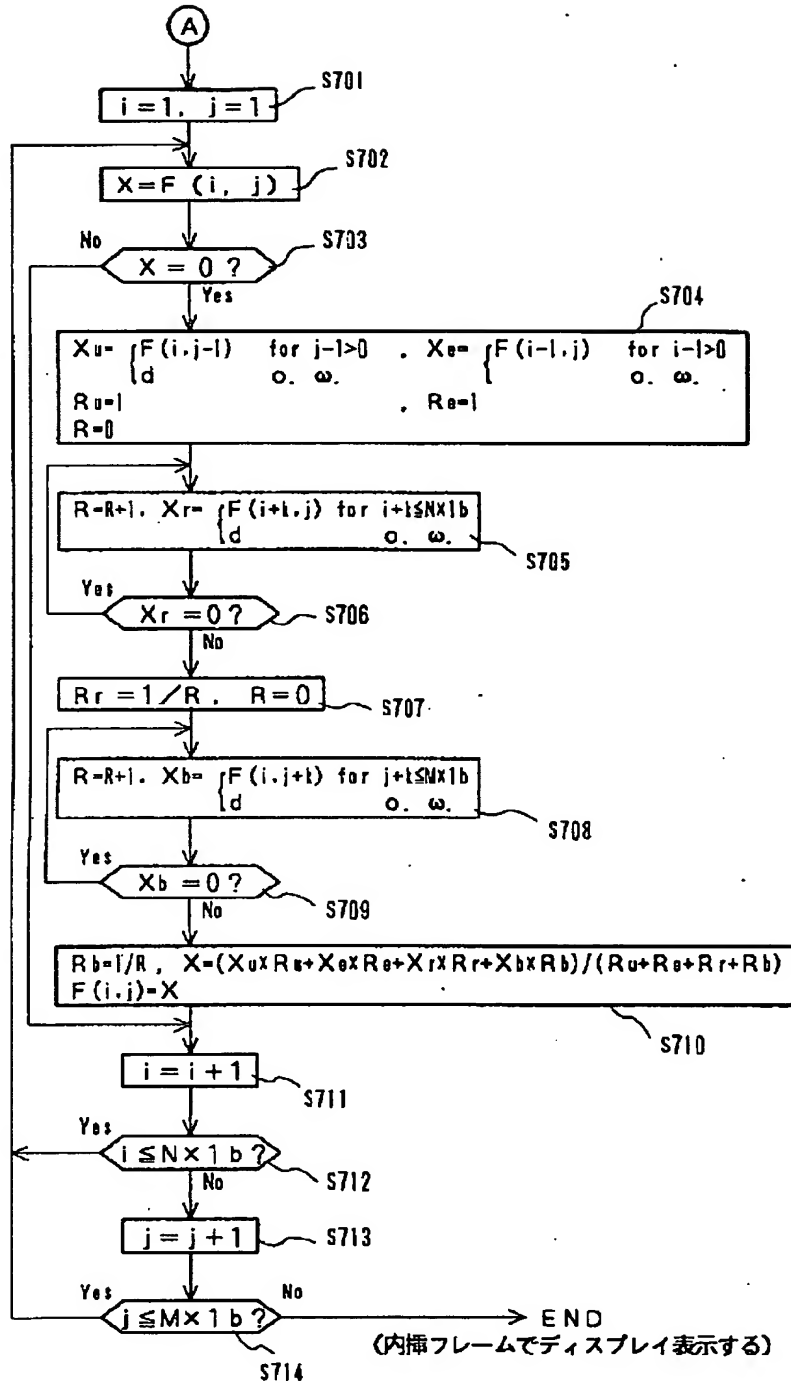 A
S701
i=1, j=1
S702
X=F (i, j)
S703
No
X = 0 ?
Yes
S704
Xu= {F(i,j-1) for j-1>0 , Xe= {F(i-1,j) for i-1>0
d o. ω. o. ω.
Ru=1 , Re=1
R=0
R=R+1. Xr= {F(i+k,j) for i+k≦N×lb
d o. ω.
S705
Yes
Xr =0 ?
S706
No
Rr =1/R, R=0
S707
R=R+1. Xb= {F(i,j+k) for j+k≦M×lb
d o. ω.
S708
Yes
Xb =0 ?
S709
No
Rb=1/R, X=(Xu×Ru+Xe×Re+Xr×Rr+Xb×Rb)/(Ru+Re+Rr+Rb)
F(i,j)=X
S710
i=i+1
S711
Yes
i≦N×1b?
S712
No
j=j+1
S713
Yes
j≦M×1b?
No
END
S714
(内挿フレームでディスプレイ表示する)